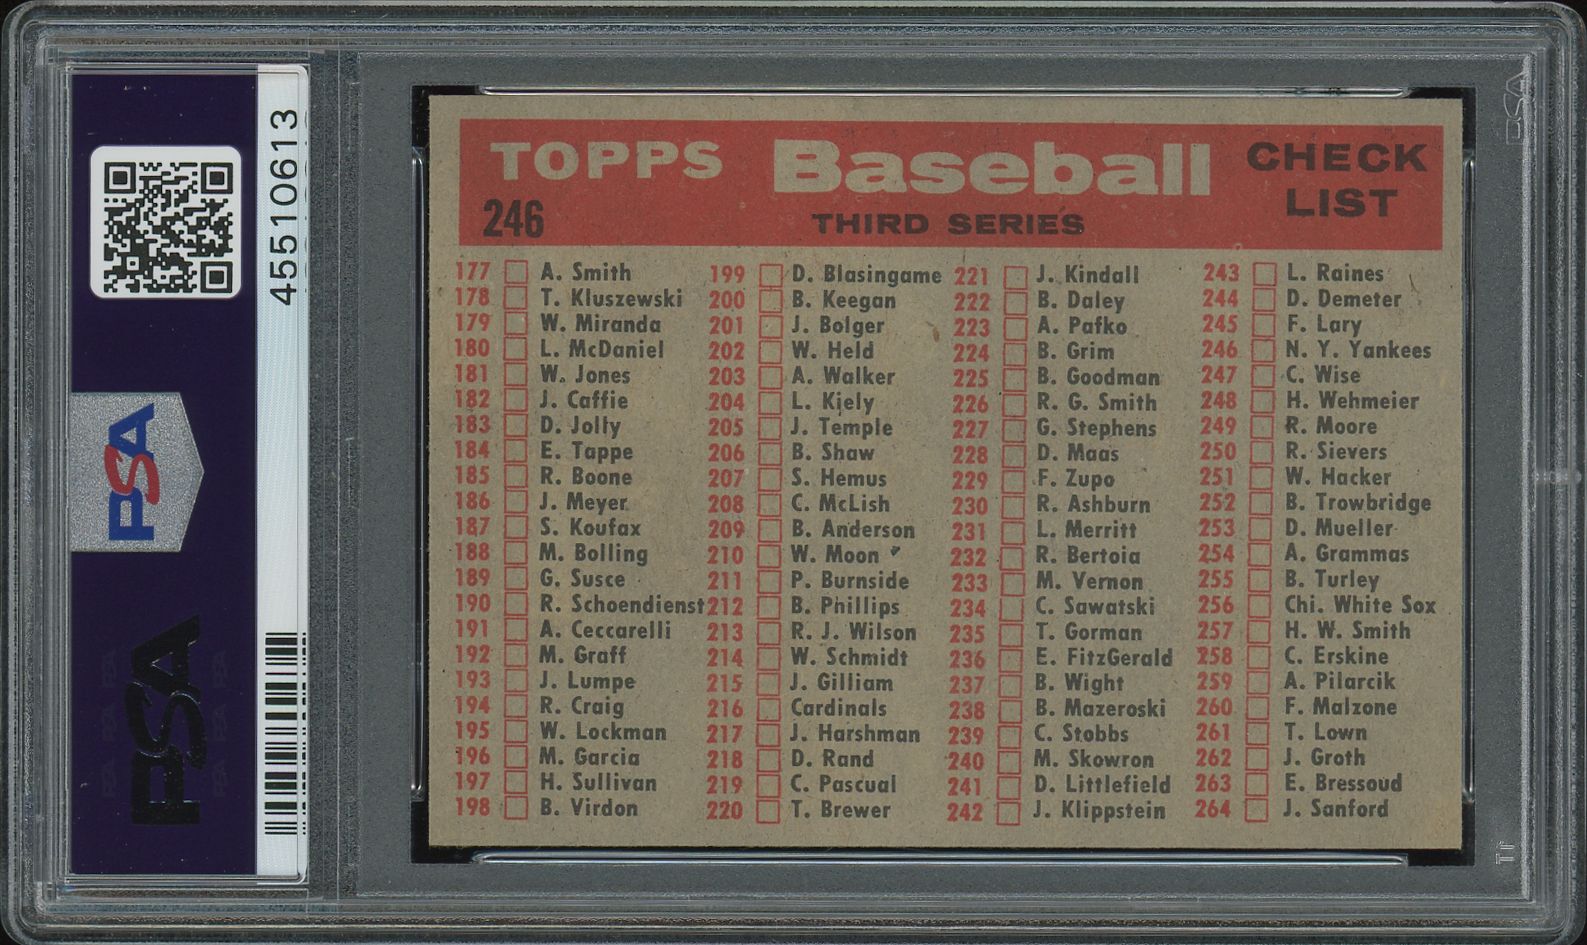 45510613
PSA
PSA
TOPPS Baseball CHECK LIST
246 THIRD SERIES
177 A. Smith
178 T. Kluszewski
179 W. Miranda
180 L. McDaniel
181 W. Jones
182 J. Caffie
183 D. Jolly
184 E. Tappe
185 R. Boone
186 J. Meyer
187 S. Koufax
188 M. Bolling
189 G. Susce
190 R. Schoendienst
191 A. Ceccarelli
192 M. Graff
193 J. Lumpe
194 R. Craig
195 W. Lockman
196 M. Garcia
197 H. Sullivan
198 B. Virdon
199 D. Blasingame
200 B. Keegan
201 J. Bolger
202 W. Held
203 A. Walker
204 L. Kiely
205 J. Temple
206 B. Shaw
207 S. Hemus
208 C. McLish
209 B. Anderson
210 W. Moon
211 P. Burnside
212 B. Phillips
213 R. J. Wilson
214 W. Schmidt
215 J. Gilliam
216 Cardinals
217 J. Harshman
218 D. Rand
219 C. Pascual
220 T. Brewer
221 J. Kindall
222 B. Daley
223 A. Pafko
224 B. Grim
225 B. Goodman
226 R. G. Smith
227 G. Stephens
228 D. Maas
229 F. Zupo
230 R. Ashburn
231 L. Merritt
232 R. Bertoia
233 M. Vernon
234 C. Sawatski
235 T. Gorman
236 E. FitzGerald
237 B. Wight
238 B. Mazeroski
239 C. Stobbs
240 M. Skowron
241 D. Littlefield
242 J. Klippstein
243 L. Raines
244 D. Demeter
245 F. Lary
246 N. Y. Yankees
247 C. Wise
248 H. Wehmeier
249 R. Moore
250 R. Sievers
251 W. Hacker
252 B. Trowbridge
253 D. Mueller
254 A. Grammas
255 B. Turley
256 Chi. White Sox
257 H. W. Smith
258 C. Erskine
259 A. Pilarcik
260 F. Malzone
261 T. Lown
262 J. Groth
263 E. Bressoud
264 J. Sanford
PSA